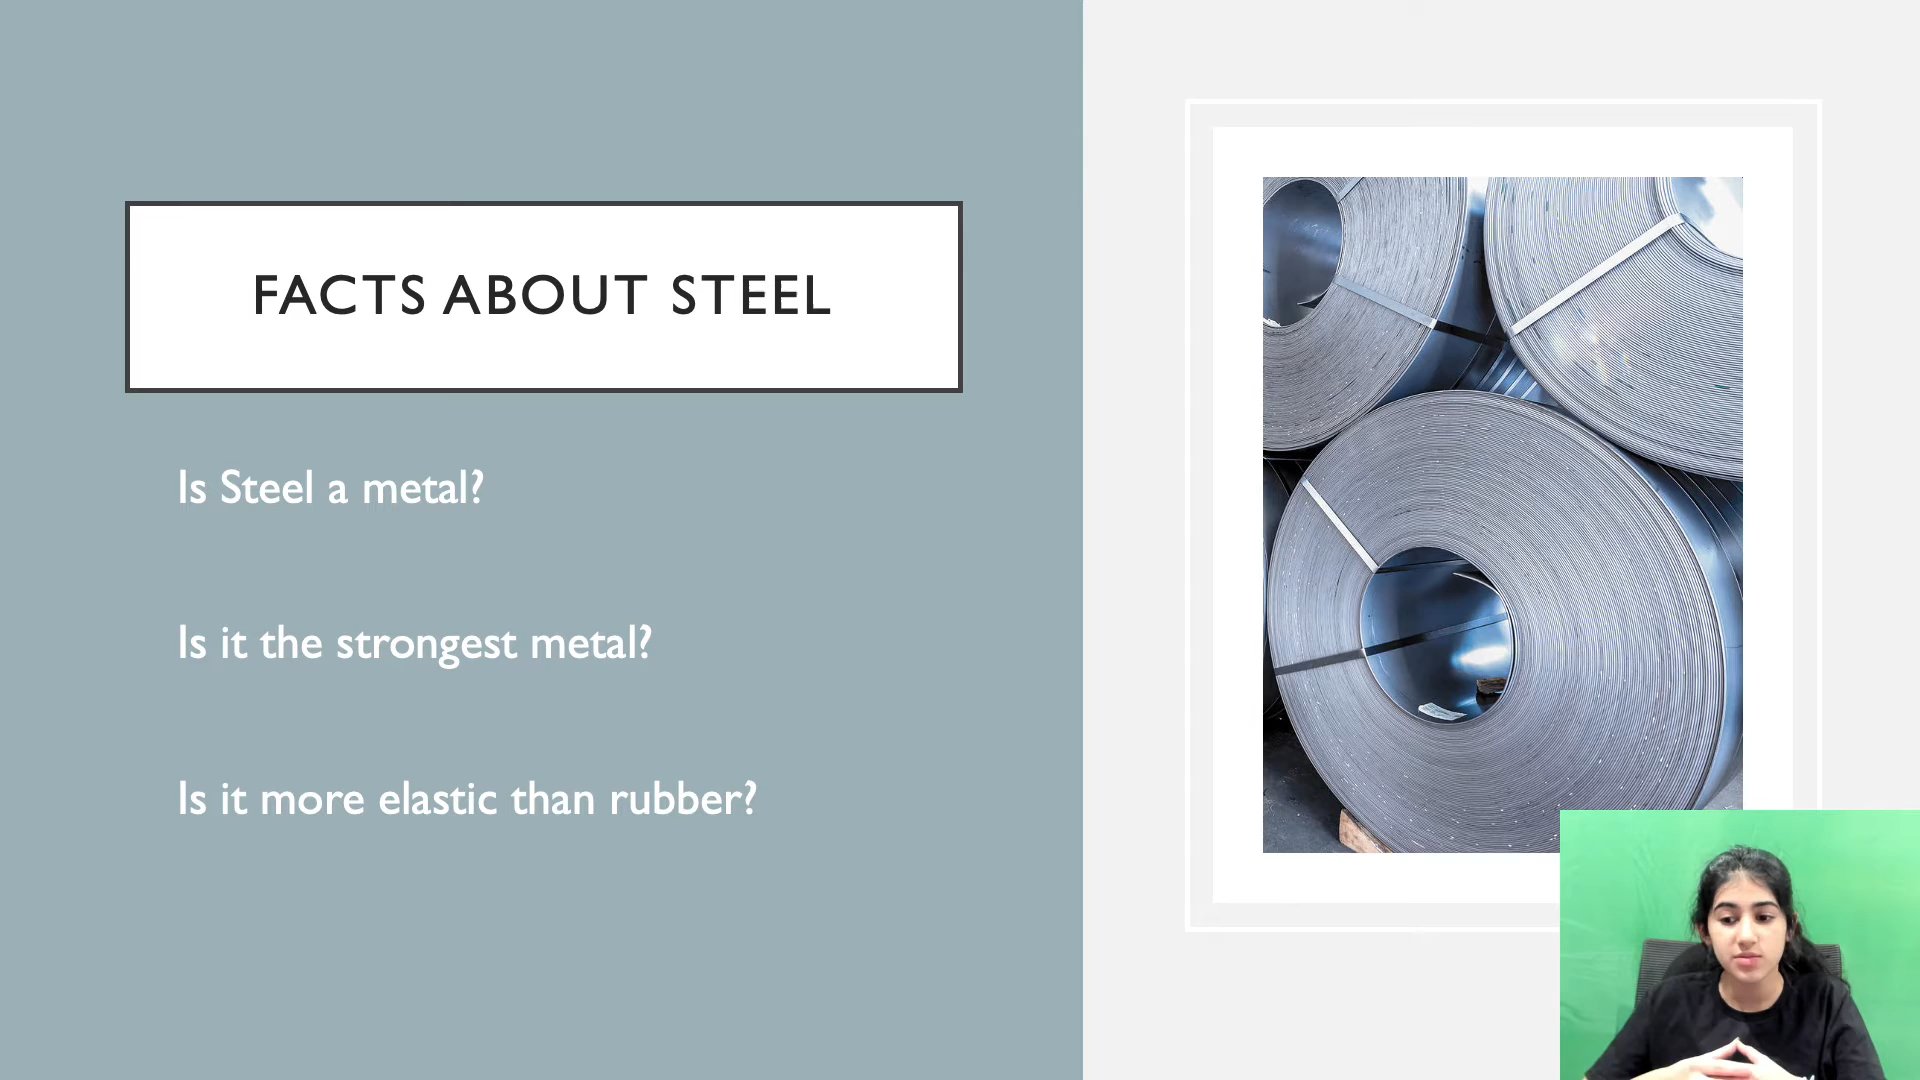 FACTS ABOUT STEEL
Is Steel a metal?
Is it the strongest metal?
Is it more elastic than rubber?